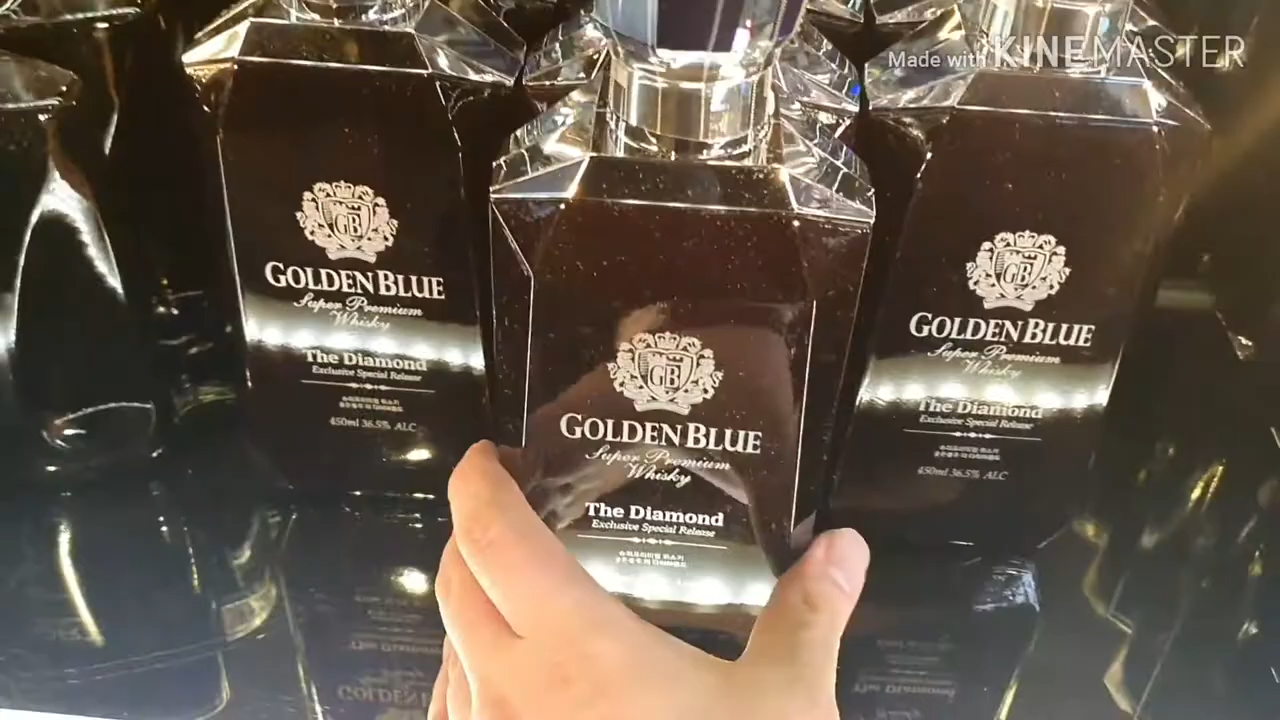 Made with KINEMASTER
GB
GOLDEN BLUE
Super Premium
Whisky
The Diamond
Exclusive Special Release
450ml 36.5% ALC
GB
GOLDEN BLUE
Super Premium
Whisky
The Diamond
Exclusive Special Release
GB
GOLDEN BLUE
Super Premium
Whisky
The Diamond
Exclusive Special Release
450ml 36.5% ALC